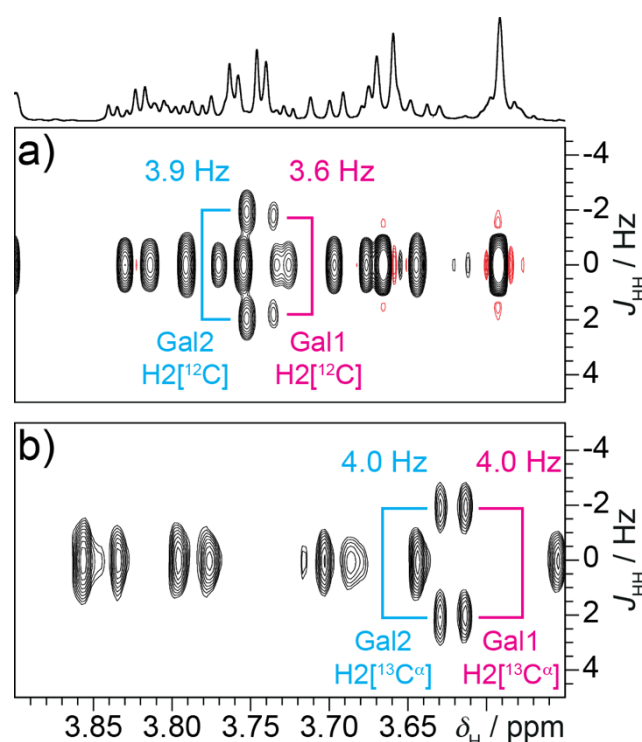 a)
3.9 Hz 3.6 Hz
-4
-2
0
2
4
J_HH / Hz
Gal2 Gal1
H2[¹²C] H2[¹²C]
b)
4.0 Hz 4.0 Hz
-4
-2
0
2
4
J_HH / Hz
Gal2 Gal1
H2[¹³Cᵅ] H2[¹³Cᵅ]
3.85 3.80 3.75 3.70 3.65 δ_H / ppm